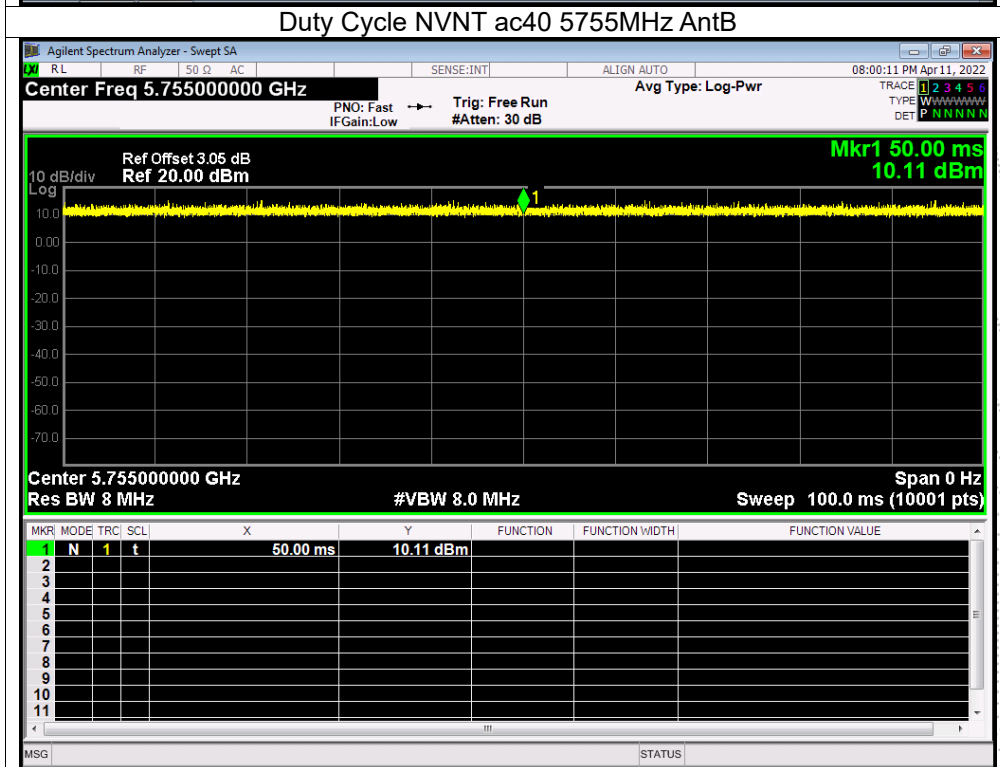 Duty Cycle NVNT ac40 5755MHz AntB
Agilent Spectrum Analyzer - Swept SA
LXI RL RF 50 Ω AC SENSE:INT ALIGN AUTO 08:00:11 PM Apr 11, 2022
Center Freq 5.755000000 GHz Avg Type: Log-Pwr TRACE 1 2 3 4 5 6
PNO: Fast Trig: Free Run TYPE WWWWWW
IFGain:Low #Atten: 30 dB DET P N N N N N
Mkr1 50.00 ms
Ref Offset 3.05 dB
10 dB/div Ref 20.00 dBm 10.11 dBm
Log
1
10.0
0.00
-10.0
-20.0
-30.0
-40.0
-50.0
-60.0
-70.0
Center 5.755000000 GHz Span 0 Hz
Res BW 8 MHz #VBW 8.0 MHz Sweep 100.0 ms (10001 pts)
MKR MODE TRC SCL X Y FUNCTION FUNCTION WIDTH FUNCTION VALUE
1 N 1 t 50.00 ms 10.11 dBm
2
3
4
5
6
7
8
9
10
11
MSG STATUS